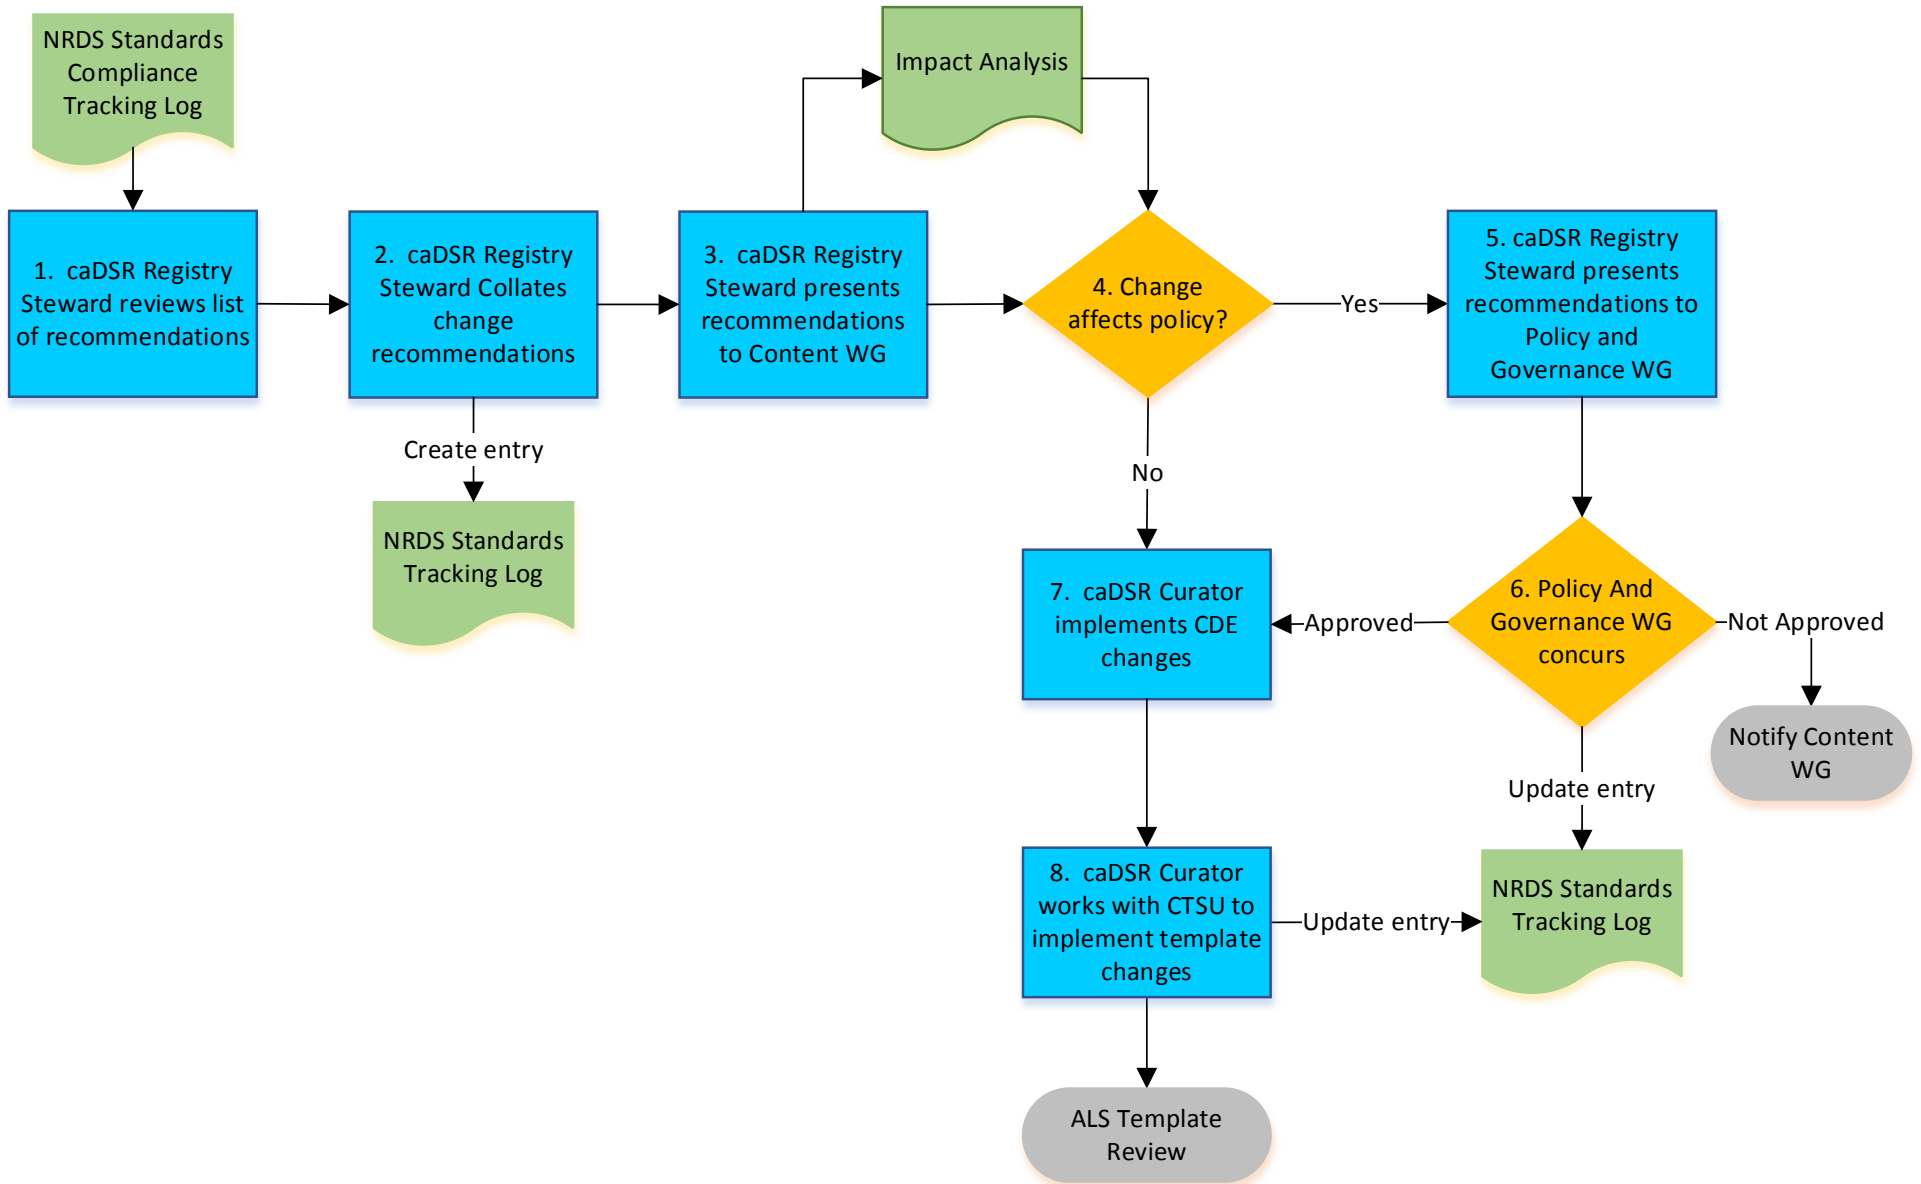 NRDS Standards
Compliance
Tracking Log
Impact Analysis
1. caDSR Registry
Steward reviews list
of recommendations
2. caDSR Registry
Steward Collates
change
recommendations
3. caDSR Registry
Steward presents
recommendations
to Content WG
4. Change
affects policy?
Yes
5. caDSR Registry
Steward presents
recommendations to
Policy and
Governance WG
Create entry
NRDS Standards
Tracking Log
No
7. caDSR Curator
implements CDE
changes
Approved
6. Policy And
Governance WG
concurs
Not Approved
Notify Content
WG
Update entry
8. caDSR Curator
works with CTSU to
implement template
changes
Update entry
NRDS Standards
Tracking Log
ALS Template
Review